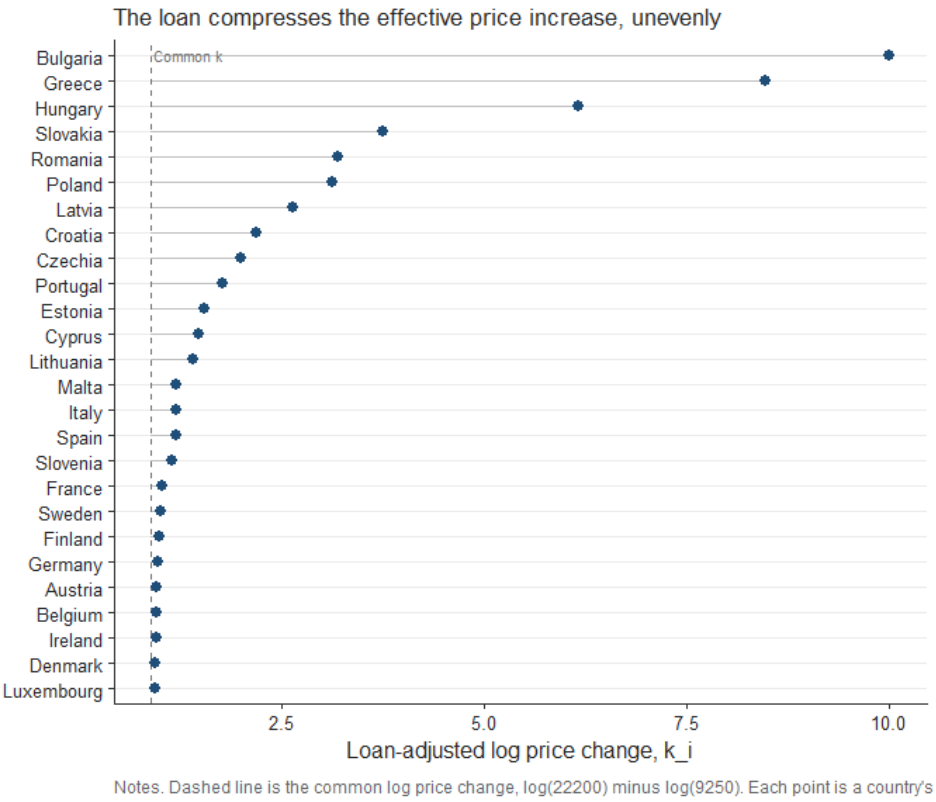 The loan compresses the effective price increase, unevenly
Common k
Bulgaria
Greece
Hungary
Slovakia
Romania
Poland
Latvia
Croatia
Czechia
Portugal
Estonia
Cyprus
Lithuania
Malta
Italy
Spain
Slovenia
France
Sweden
Finland
Germany
Austria
Belgium
Ireland
Denmark
Luxembourg
2.5 5.0 7.5 10.0
Loan-adjusted log price change, k_i
Notes. Dashed line is the common log price change, log(22200) minus log(9250). Each point is a country's